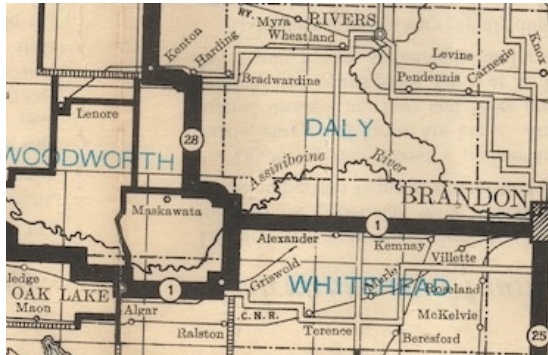 RY.
Myra
RIVERS
Wheatland
Kenton
Harding
Levine
Knox
Bradwardine
Pendennis
Carnegie
Lenore
28
DALY
WOODWORTH
Assiniboine River
BRANDON
Maskawata
1
Alexander
Kemnay
Villette
Griswold
WHITEHEAD
Roseland
OAK LAKE
1
Maon
Algar
C.N.R.
McKelvie
Ralston
Terence
Beresford
25